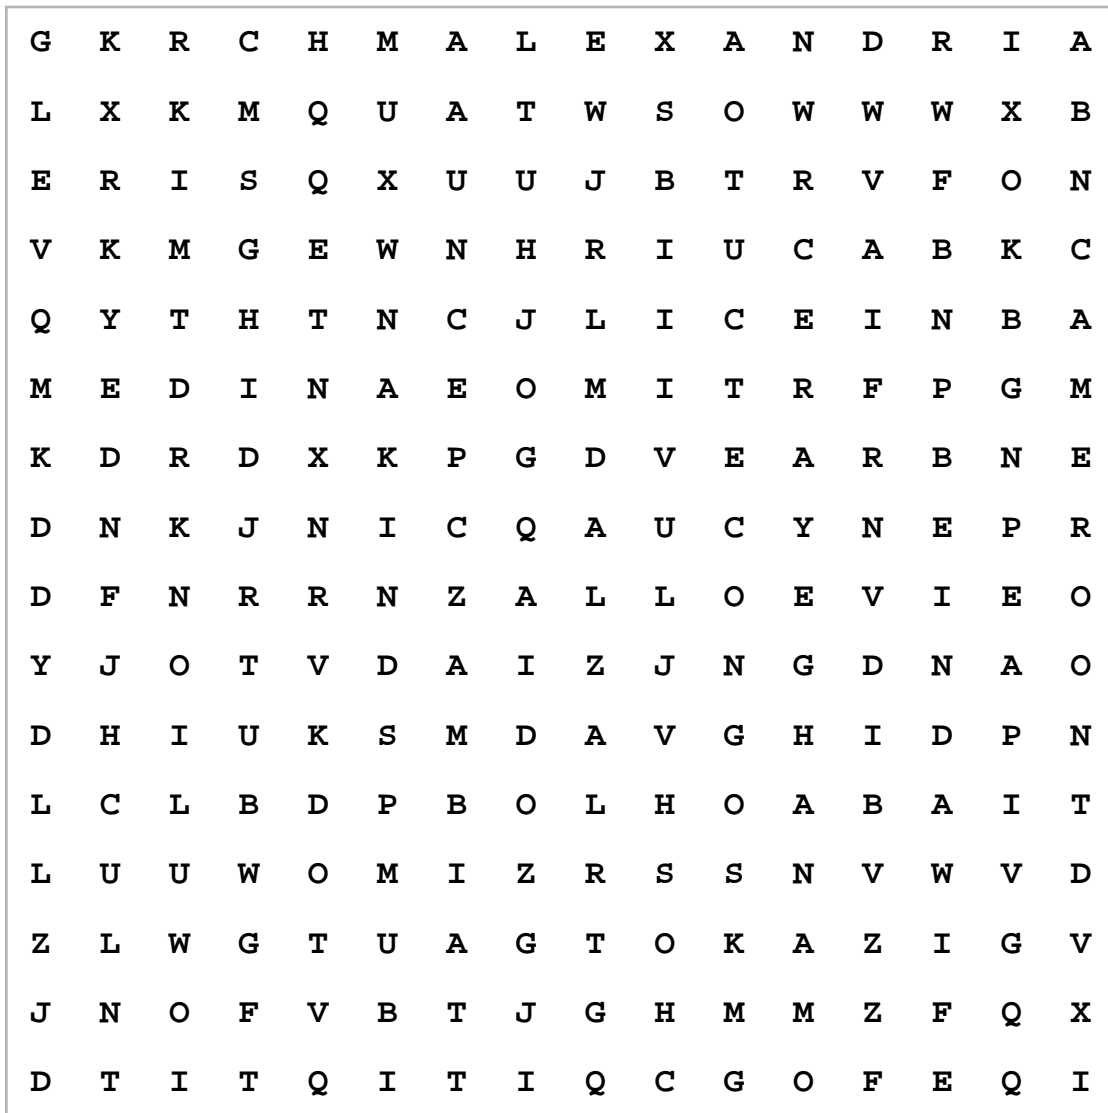 G K R C H M A L E X A N D R I A
L X K M Q U A T W S O W W W X B
E R I S Q X U U J B T R V F O N
V K M G E W N H R I U C A B K C
Q Y T H T N C J L I C E I N B A
M E D I N A E O M I T R F P G M
K D R D X K P G D V E A R B N E
D N K J N I C Q A U C Y N E P R
D F N R R N Z A L L O E V I E O
Y J O T V D A I Z J N G D N A O
D H I U K S M D A V G H I D P N
L C L B D P B O L H O A B A I T
L U U W O M I Z R S S N V W V D
Z L W G T U A G T O K A Z I G V
J N O F V B T J G H M M Z F Q X
D T I T Q I T I Q C G O F E Q I